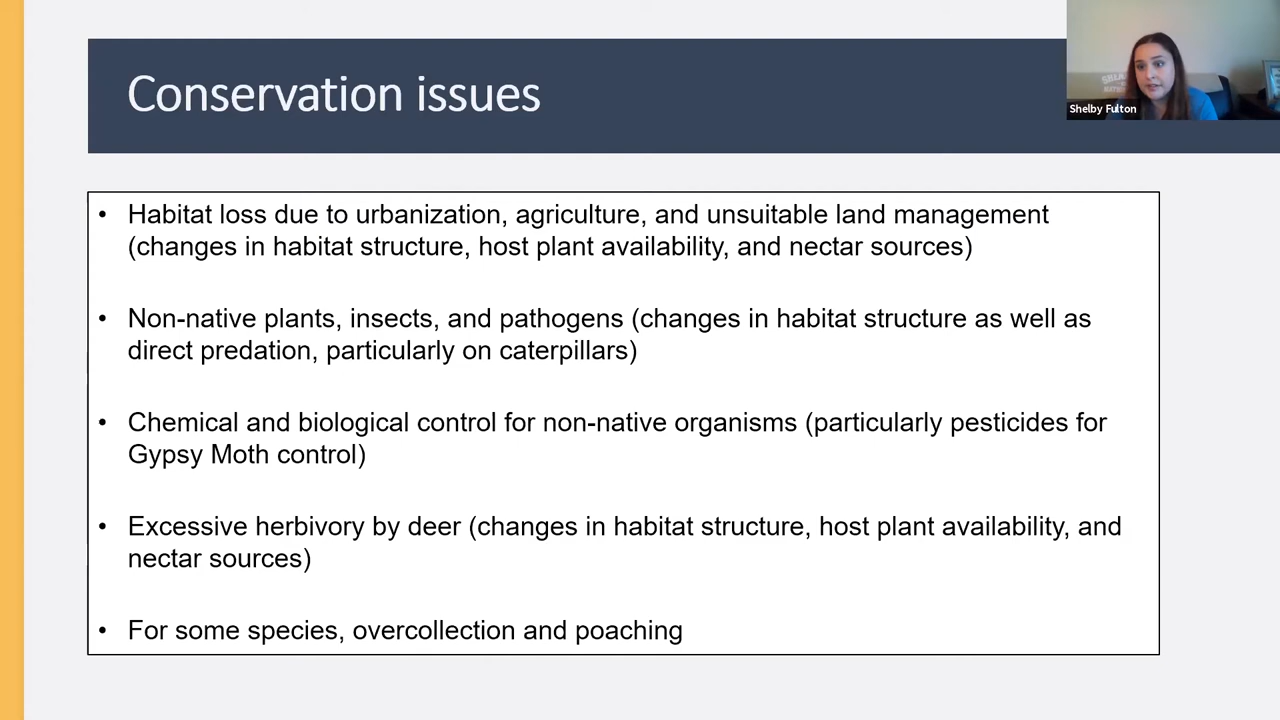 Conservation issues
Shelby Fulton
• Habitat loss due to urbanization, agriculture, and unsuitable land management
(changes in habitat structure, host plant availability, and nectar sources)
• Non-native plants, insects, and pathogens (changes in habitat structure as well as
direct predation, particularly on caterpillars)
• Chemical and biological control for non-native organisms (particularly pesticides for
Gypsy Moth control)
• Excessive herbivory by deer (changes in habitat structure, host plant availability, and
nectar sources)
• For some species, overcollection and poaching